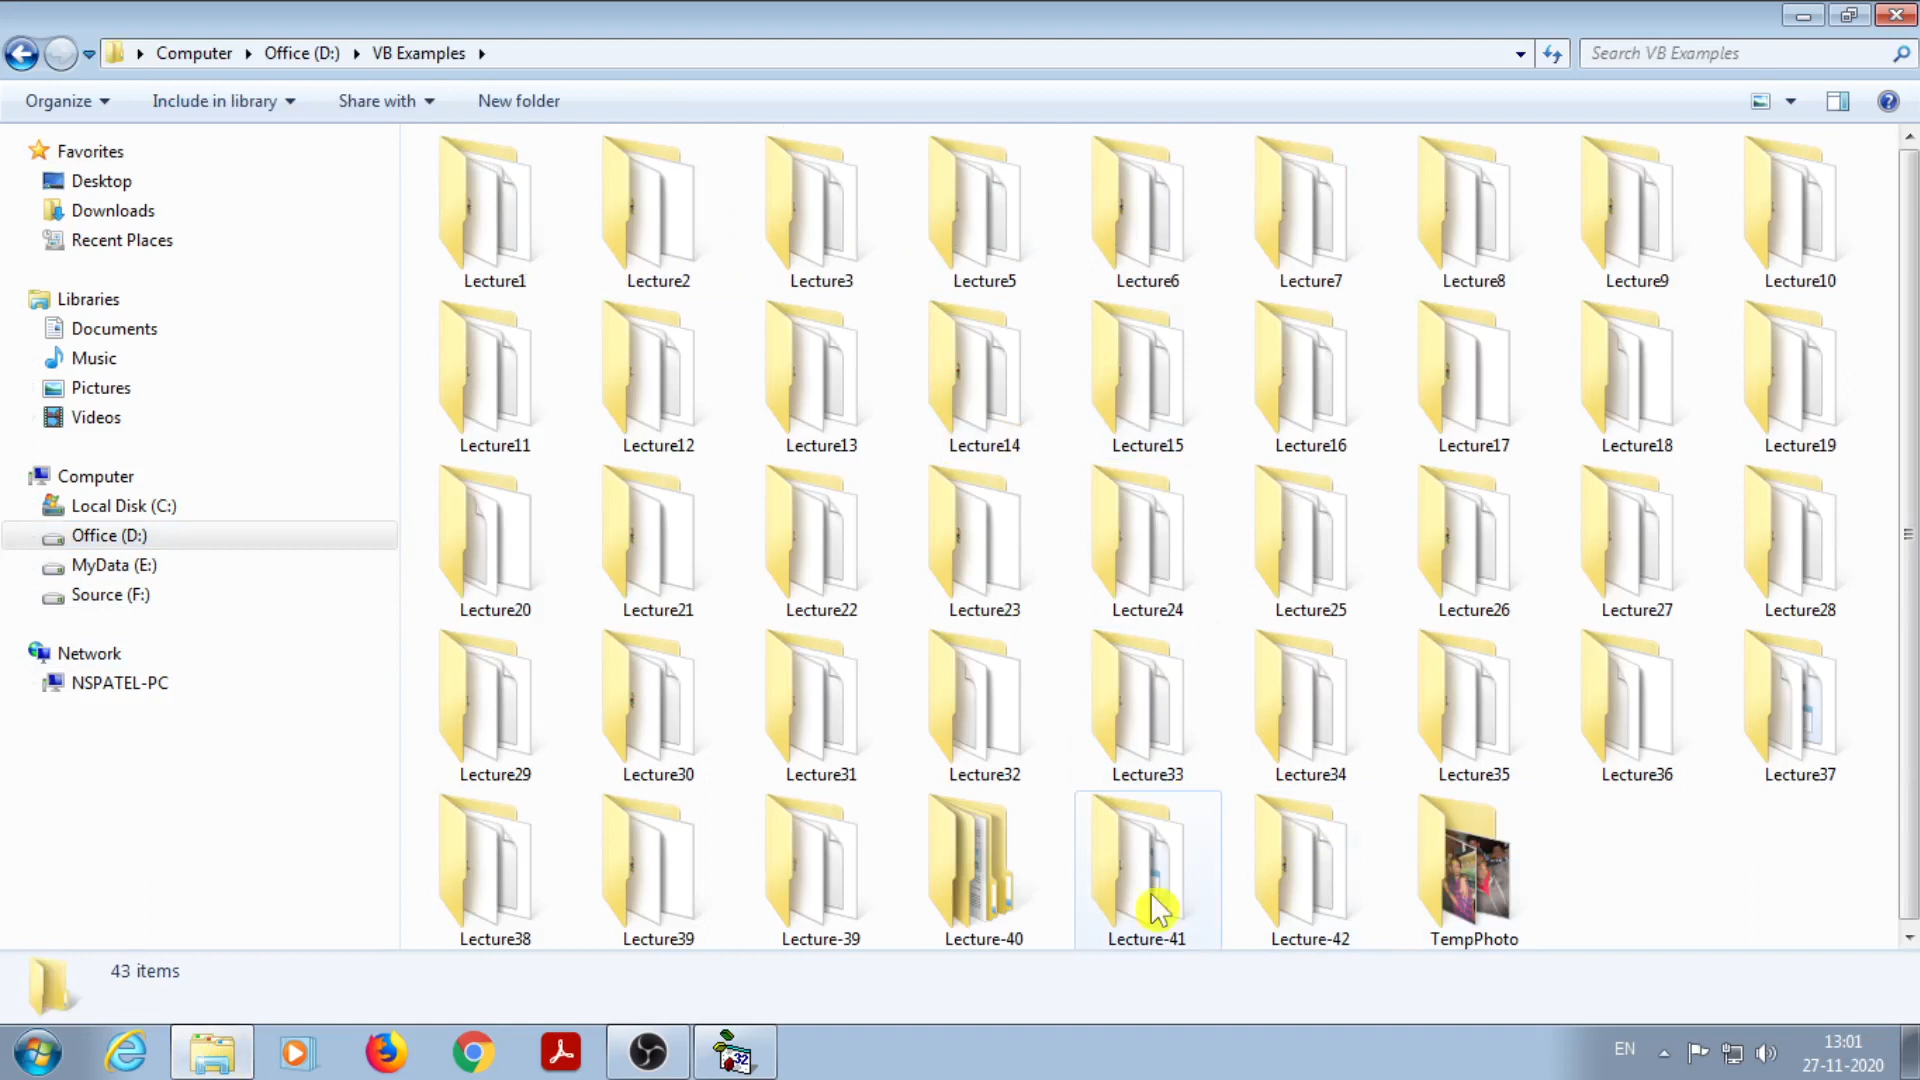 Computer Office (D:) VB Examples
Search VB Examples
Organize Include in library Share with New folder
Favorites
Desktop
Downloads
Recent Places
Libraries
Documents
Music
Pictures
Videos
Computer
Local Disk (C:)
Office (D:)
MyData (E:)
Source (F:)
Network
NSPATEL-PC
Lecture1 Lecture2 Lecture3 Lecture5 Lecture6 Lecture7 Lecture8 Lecture9 Lecture10
Lecture11 Lecture12 Lecture13 Lecture14 Lecture15 Lecture16 Lecture17 Lecture18 Lecture19
Lecture20 Lecture21 Lecture22 Lecture23 Lecture24 Lecture25 Lecture26 Lecture27 Lecture28
Lecture29 Lecture30 Lecture31 Lecture32 Lecture33 Lecture34 Lecture35 Lecture36 Lecture37
Lecture38 Lecture39 Lecture-39 Lecture-40 Lecture-41 Lecture-42 TempPhoto
43 items
32
EN
13:01
27-11-2020